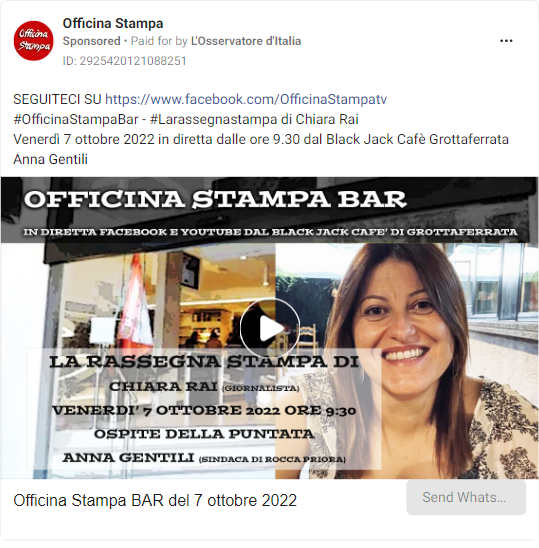 Officina Stampa
Officina Stampa
Sponsored • Paid for by L'Osservatore d'Italia
ID: 2925420121088251
SEGUITECI SU https://www.facebook.com/OfficinaStampatv
#OfficinaStampaBar - #Larassegnastampa di Chiara Rai
Venerdì 7 ottobre 2022 in diretta dalle ore 9.30 dal Black Jack Cafè Grottaferrata
Anna Gentili
OFFICINA STAMPA BAR
IN DIRETTA FACEBOOK E YOUTUBE DAL BLACK JACK CAFE' DI GROTTAFERRATA
LA RASSEGNA STAMPA DI
CHIARA RAI (GIORNALISTA)
VENERDI' 7 OTTOBRE 2022 ORE 9:30
OSPITE DELLA PUNTATA
ANNA GENTILI (SINDACA DI ROCCA PRIORA)
Officina Stampa BAR del 7 ottobre 2022
Send Whats...